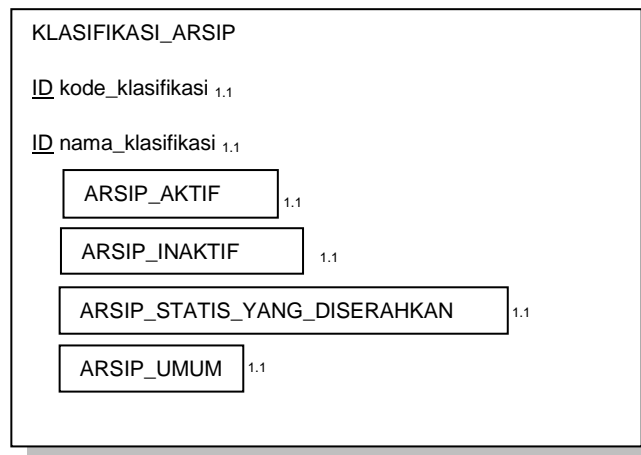 KLASIFIKASI_ARSIP
ID kode_klasifikasi 1.1
ID nama_klasifikasi 1.1
ARSIP_AKTIF 1.1
ARSIP_INAKTIF 1.1
ARSIP_STATIS_YANG_DISERAHKAN 1.1
ARSIP_UMUM 1.1